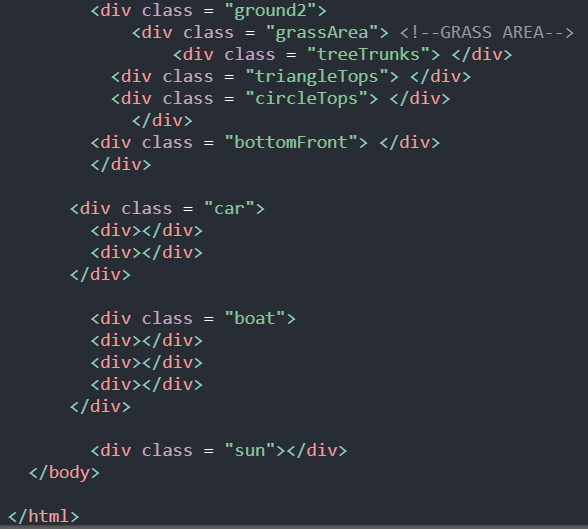 <div class = "ground2">
<div class = "grassArea"> <!--GRASS AREA-->
<div class = "treeTrunks"> </div>
<div class = "triangleTops"> </div>
<div class = "circleTops"> </div>
</div>
<div class = "bottomFront"> </div>
</div>
<div class = "car">
<div></div>
<div></div>
</div>
<div class = "boat">
<div></div>
<div></div>
<div></div>
</div>
<div class = "sun"></div>
</body>
</html>